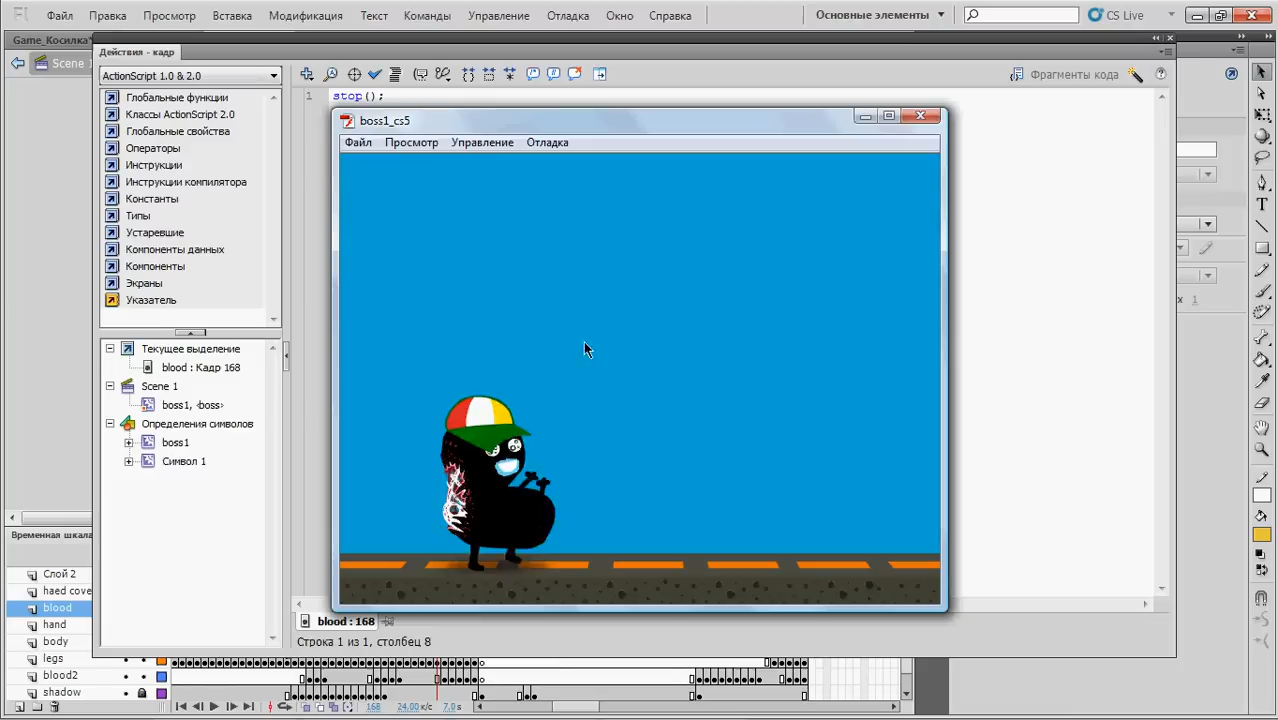 Fl Файл Правка Просмотр Вставка Модификация Текст Команды Управление Отладка Окно Справка Основные элементы CS Live
Game_Косилка*
Scene
Действия - кадр
ActionScript 1.0 & 2.0
Фрагменты кода
Глобальные функции
Классы ActionScript 2.0
Глобальные свойства
Операторы
Инструкции
Инструкции компилятора
Константы
Типы
Устаревшие
Компоненты данных
Компоненты
Экраны
Указатель
Текущее выделение
blood : Кадр 168
Scene 1
boss1, <boss>
Определения символов
boss1
Символ 1
1 stop();
boss1_cs5
Файл Просмотр Управление Отладка
x 1
blood : 168
Строка 1 из 1, столбец 8
Временная шкала
Слой 2
haed cove
blood
hand
body
legs
blood2
shadow
168 24,00 к/с 7,0 s